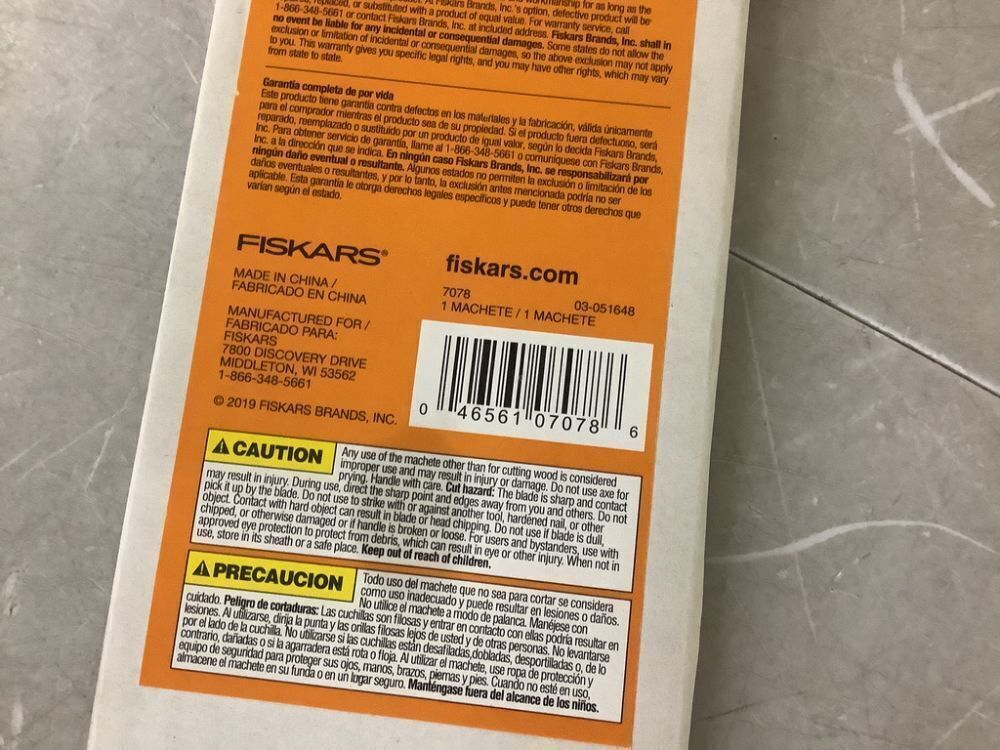 manship for as long as the
replaced, or substituted with a product of equal value. For warranty service, call
1-866-348-5661 or contact Fiskars Brands, Inc. at included address. Fiskars Brands, Inc. shall in
no event be liable for any incidental or consequential damages. Some states do not allow the
exclusion or limitation of incidental or consequential damages, so the above exclusion may not apply
to you. This warranty gives you specific legal rights, and you may have other rights, which may vary
from state to state.
Garantía completa de por vida
Este producto tiene garantía contra defectos en los materiales y la fabricación, válida únicamente
para el comprador mientras el producto sea de su propiedad. Si el producto fuera defectuoso, será
reparado, reemplazado o sustituido por un producto de igual valor, según lo decida Fiskars Brands,
Inc. Para obtener servicio de garantía, llame al 1-866-348-5661 o comuníquese con Fiskars Brands,
Inc. a la dirección que se indica. En ningún caso Fiskars Brands, Inc. se responsabilizará por
ningún daño eventual o resultante. Algunos estados no permiten la exclusión o limitación de los
daños eventuales o resultantes, y por lo tanto, la exclusión antes mencionada podría no ser
aplicable. Esta garantía le otorga derechos legales específicos y puede tener otros derechos que
varían según el estado.
FISKARS®
MADE IN CHINA /
FABRICADO EN CHINA
MANUFACTURED FOR /
FABRICADO PARA:
FISKARS
7800 DISCOVERY DRIVE
MIDDLETON, WI 53562
1-866-348-5661
© 2019 FISKARS BRANDS, INC.
fiskars.com
7078 03-051648
1 MACHETE / 1 MACHETE
0 46561 07078 6
CAUTION Any use of the machete other than for cutting wood is considered
improper use and may result in injury or damage. Do not use axe for
prying. Handle with care. Cut hazard: The blade is sharp and contact
may result in injury. During use, direct the sharp point and edges away from you and others. Do not
pick it up by the blade. Do not use to strike with or against another tool, hardened nail, or other
object. Contact with hard object can result in blade or head chipping. Do not use if blade is dull,
chipped, or otherwise damaged or if handle is broken or loose. For users and bystanders, use with
approved eye protection to protect from debris, which can result in eye or other injury. When not in
use, store in its sheath or a safe place. Keep out of reach of children.
PRECAUCION Todo uso del machete que no sea para cortar se considera
como uso inadecuado y puede resultar en lesiones o daños.
No utilice el machete a modo de palanca. Manéjese con
cuidado. Peligro de cortaduras: Las cuchillas son filosas y entrar en contacto con ellas podría resultar en
lesiones. Al utilizarse, dirija la punta y las orillas filosas lejos de usted y de otras personas. No levantarse
por el lado de la cuchilla. No utilizarse si las cuchillas están desafiladas,dobladas, desportilladas o, de lo
contrario, dañadas o si la agarradera está rota o floja. Al utilizar el machete, use ropa de protección y
equipo de seguridad para proteger sus ojos, manos, brazos, piernas y pies. Cuando no esté en uso,
almacene el machete en su funda o en un lugar seguro. Manténgase fuera del alcance de los niños.